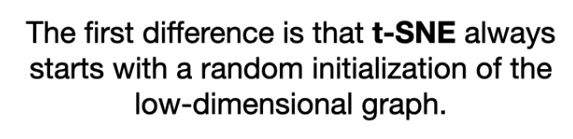 The first difference is that t-SNE always
starts with a random initialization of the
low-dimensional graph.